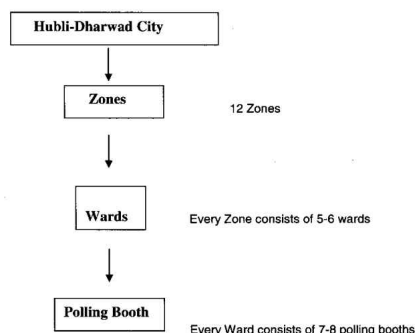 Hubli-Dharwad City
Zones
12 Zones
Wards
Every Zone consists of 5-6 wards
Polling Booth
Every Ward consists of 7-8 polling booths